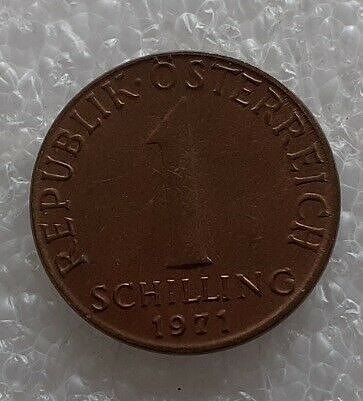 REPUBLIK · ÖSTERREICH
1
SCHILLING
1971